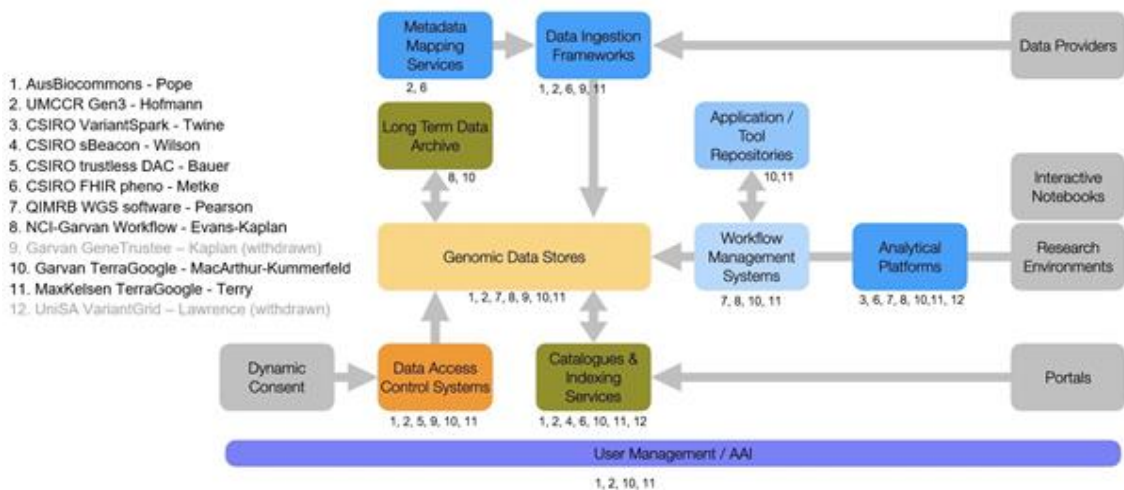 Metadata
Mapping
Services
2, 6
Data Ingestion
Frameworks
1, 2, 6, 9, 11
Data Providers
1. AusBiocommons - Pope
2. UMCCR Gen3 - Hofmann
3. CSIRO VariantSpark - Twine
4. CSIRO sBeacon - Wilson
5. CSIRO trustless DAC - Bauer
6. CSIRO FHIR pheno - Metke
7. QIMRB WGS software - Pearson
8. NCI-Garvan Workflow - Evans-Kaplan
9. Garvan GeneTrustee – Kaplan (withdrawn)
10. Garvan TerraGoogle - MacArthur-Kummerfeld
11. MaxKelsen TerraGoogle - Terry
12. UniSA VariantGrid – Lawrence (withdrawn)
Long Term Data
Archive
8, 10
Application /
Tool
Repositories
10,11
Interactive
Notebooks
Genomic Data Stores
1, 2, 7, 8, 9, 10,11
Workflow
Management
Systems
7, 8, 10, 11
Analytical
Platforms
3, 6, 7, 8, 10,11, 12
Research
Environments
Dynamic
Consent
Data Access
Control Systems
1, 2, 5, 9, 10, 11
Catalogues &
Indexing
Services
1, 2, 4, 6, 10, 11, 12
Portals
User Management / AAI
1, 2, 10, 11